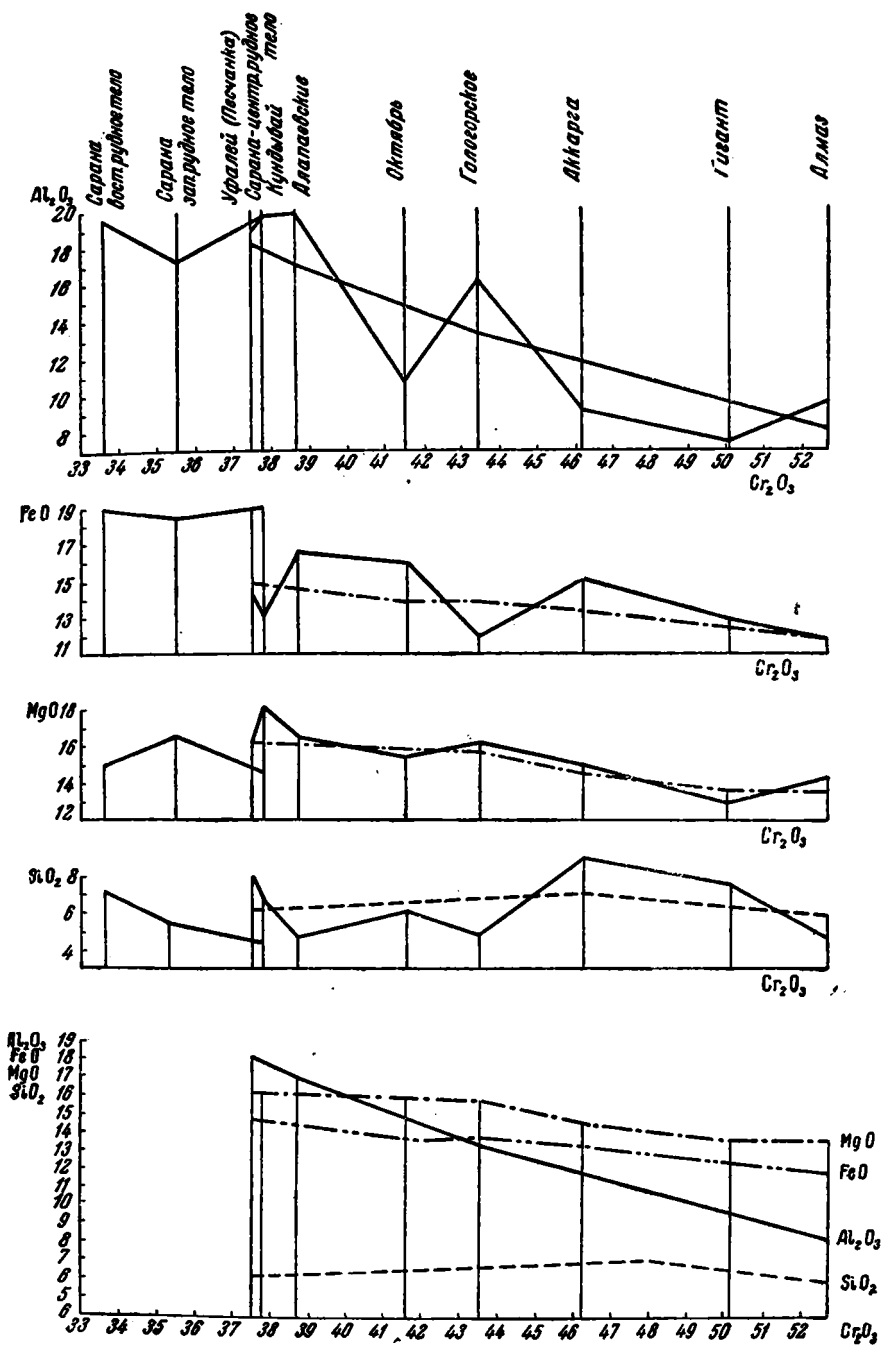 Сарана
вост.рудное тело
Сарана
зап.рудное тело
Уфалей (Песчанка)
Сарана-центр.рудное
тело
Кундыбай
Алапаевские
Октябрь
Гологорское
Аккарга
Гигант
Алмаз
Al₂O₃
20
18
16
14
12
10
8
33 34 35 36 37 38 39 40 41 42 43 44 45 46 47 48 49 50 51 52
Cr₂O₃
FeO 19
17
15
13
11
Cr₂O₃
MgO 18
16
14
12
Cr₂O₃
SiO₂ 8
6
4
Cr₂O₃
Al₂O₃ 19
FeO 18
MgO 17
SiO₂ 16
15
14
13
12
11
10
9
8
7
6
5
6
MgO
FeO
Al₂O₃
SiO₂
33 34 35 36 37 38 39 40 41 42 43 44 45 46 47 48 49 50 51 52 Cr₂O₃